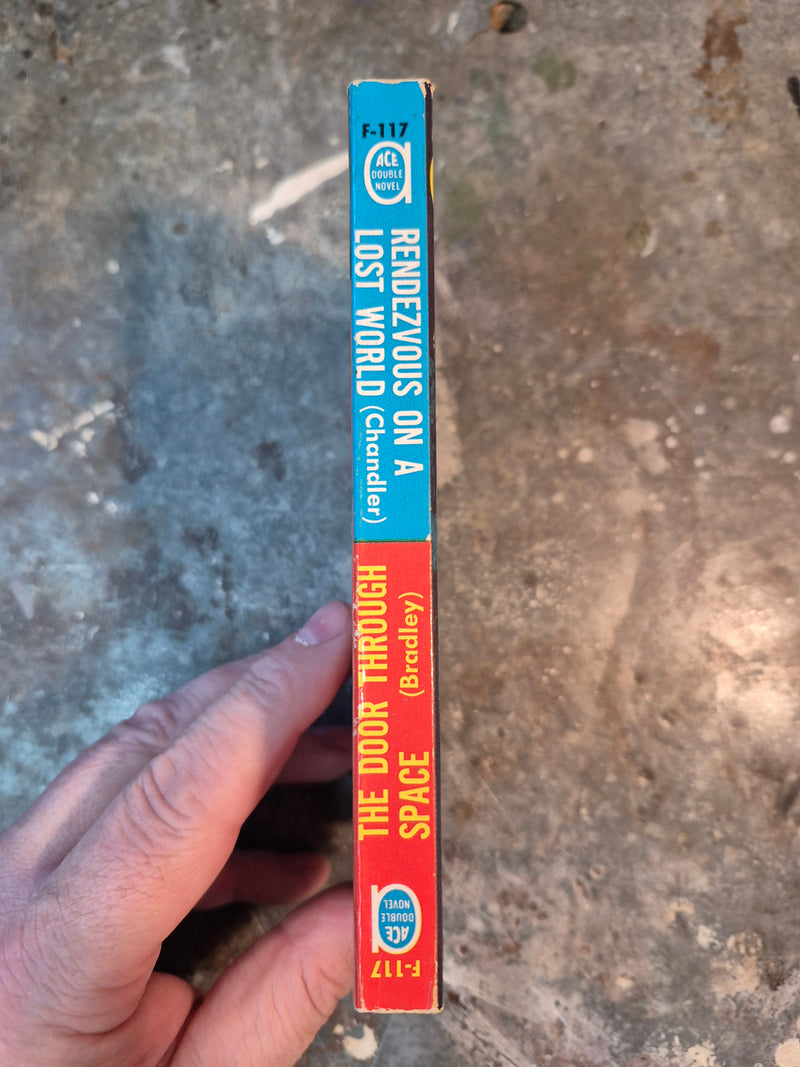 F-117
ACE
DOUBLE
NOVEL
RENDEZVOUS ON A
LOST WORLD (Chandler)
THE DOOR THROUGH
SPACE (Bradley)
ACE
DOUBLE
NOVEL
F-117